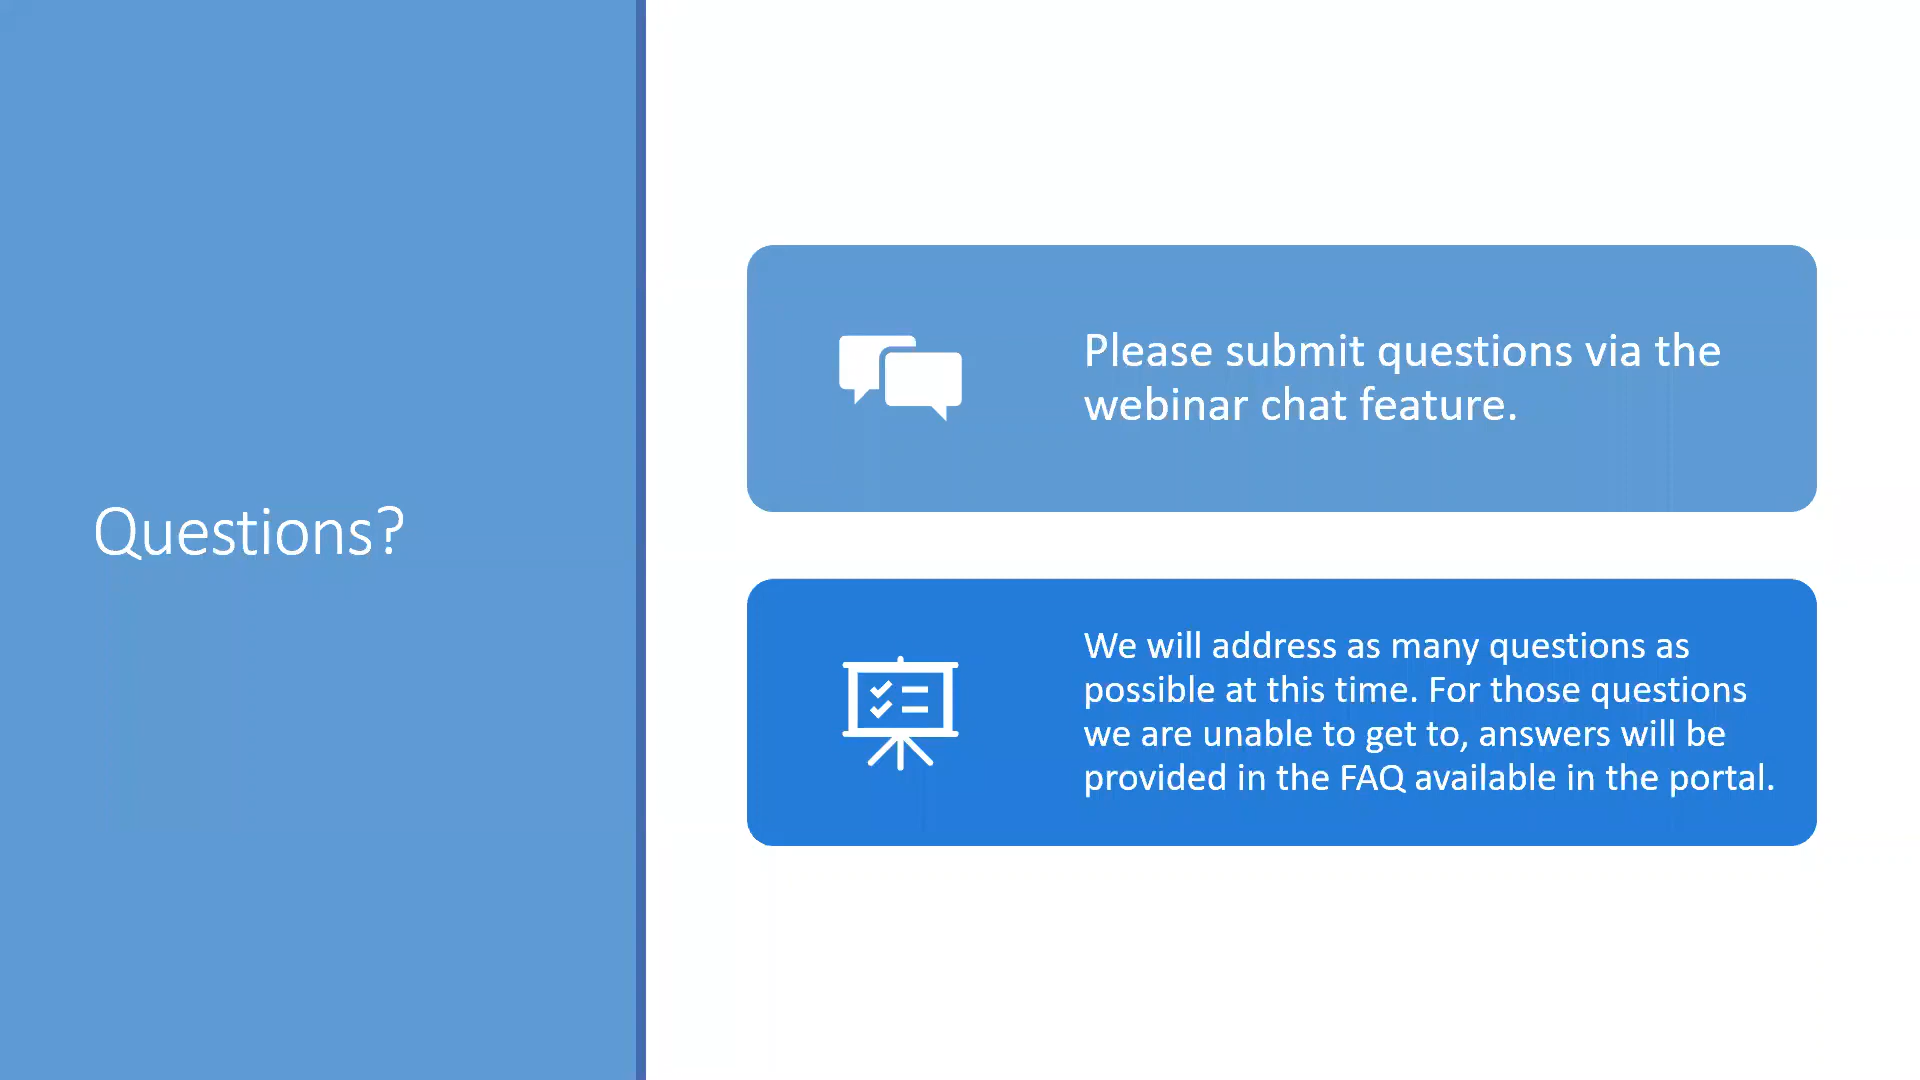 Questions?
Please submit questions via the
webinar chat feature.
We will address as many questions as
possible at this time. For those questions
we are unable to get to, answers will be
provided in the FAQ available in the portal.